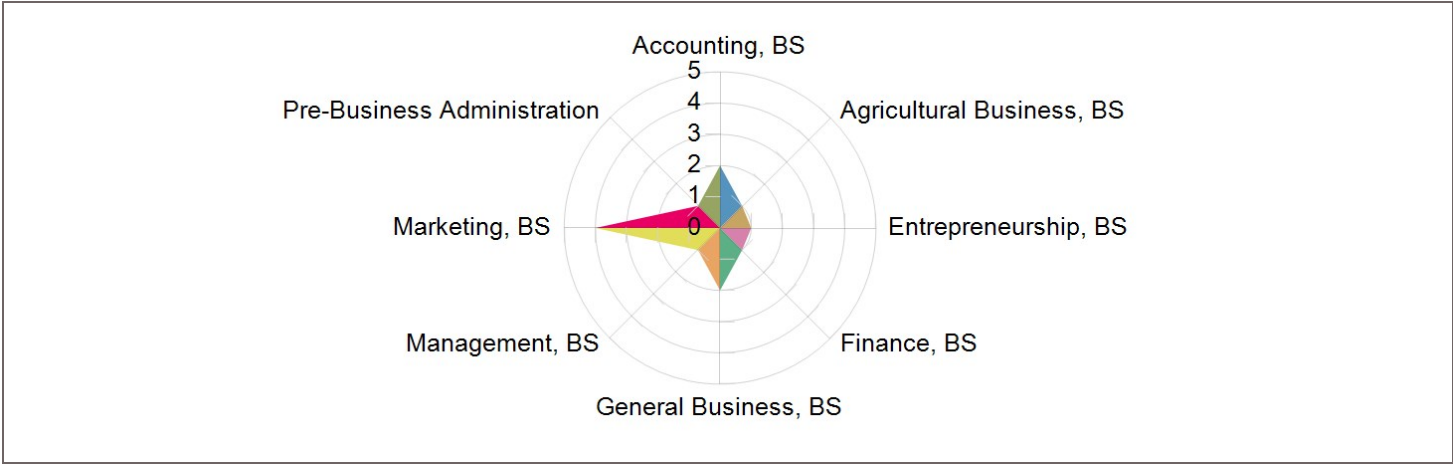 Accounting, BS
5
4
3
2
1
0
Pre-Business Administration
Agricultural Business, BS
Marketing, BS
Entrepreneurship, BS
Management, BS
Finance, BS
General Business, BS